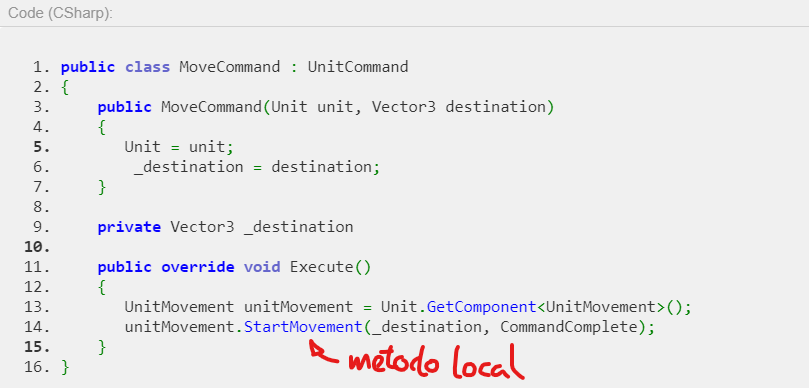 Code (CSharp):
1. public class MoveCommand : UnitCommand
2. {
3.     public MoveCommand(Unit unit, Vector3 destination)
4.     {
5.        Unit = unit;
6.         _destination = destination;
7.     }
8.
9.     private Vector3 _destination
10.
11.     public override void Execute()
12.     {
13.        UnitMovement unitMovement = Unit.GetComponent<UnitMovement>();
14.        unitMovement.StartMovement(_destination, CommandComplete);
15.     }
16. }
metodo local